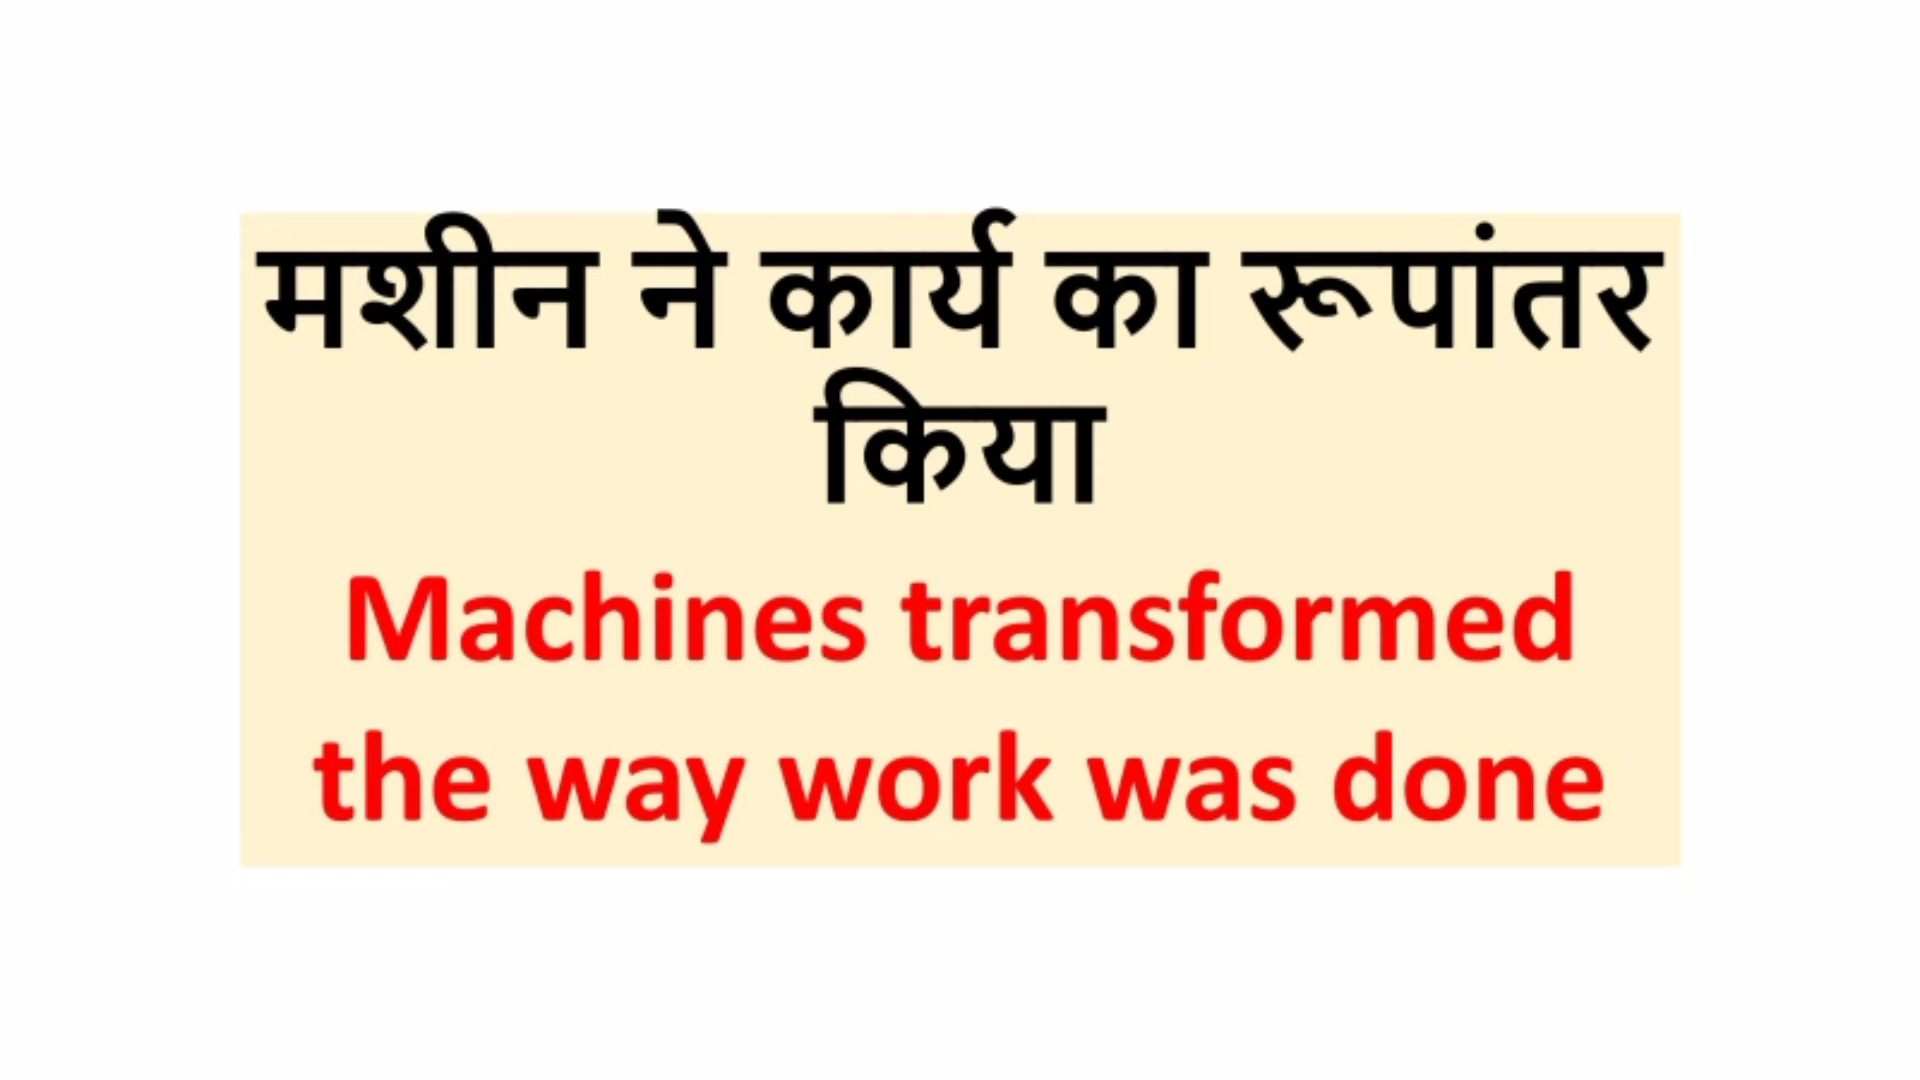 मशीन ने कार्य का रूपांतर
किया
Machines transformed
the way work was done